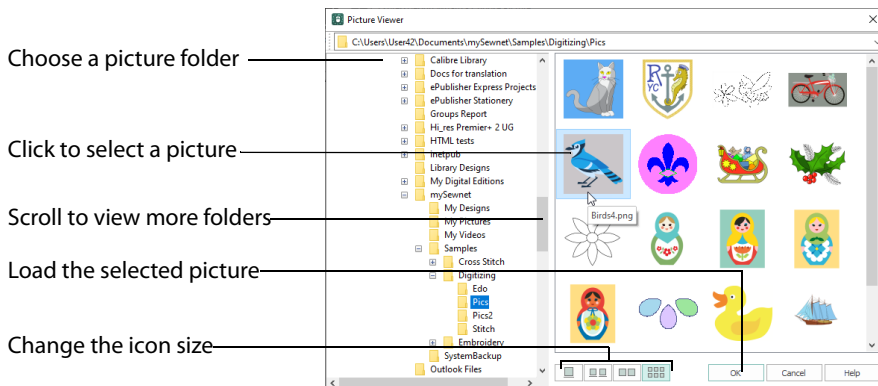 Picture Viewer
C:\Users\User42\Documents\mySewnet\Samples\Digitizing\Pics
Choose a picture folder
Click to select a picture
Scroll to view more folders
Load the selected picture
Change the icon size
Calibre Library
Docs for translation
ePublisher Express Projects
ePublisher Stationery
Groups Report
Hi_res Premier+ 2 UG
HTML tests
inetpub
Library Designs
My Digital Editions
mySewnet
My Designs
My Pictures
My Videos
Samples
Cross Stitch
Digitizing
Edo
Pics
Pics2
Stitch
Embroidery
SystemBackup
Outlook Files
R
YC
Birds4.png
OK
Cancel
Help